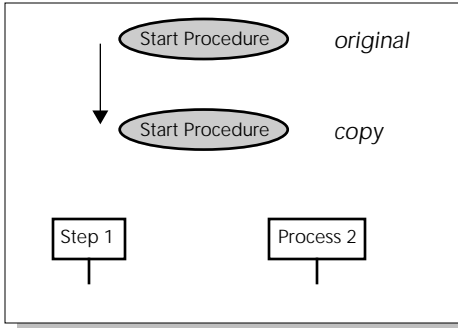 Start Procedure original
Start Procedure copy
Step 1 Process 2